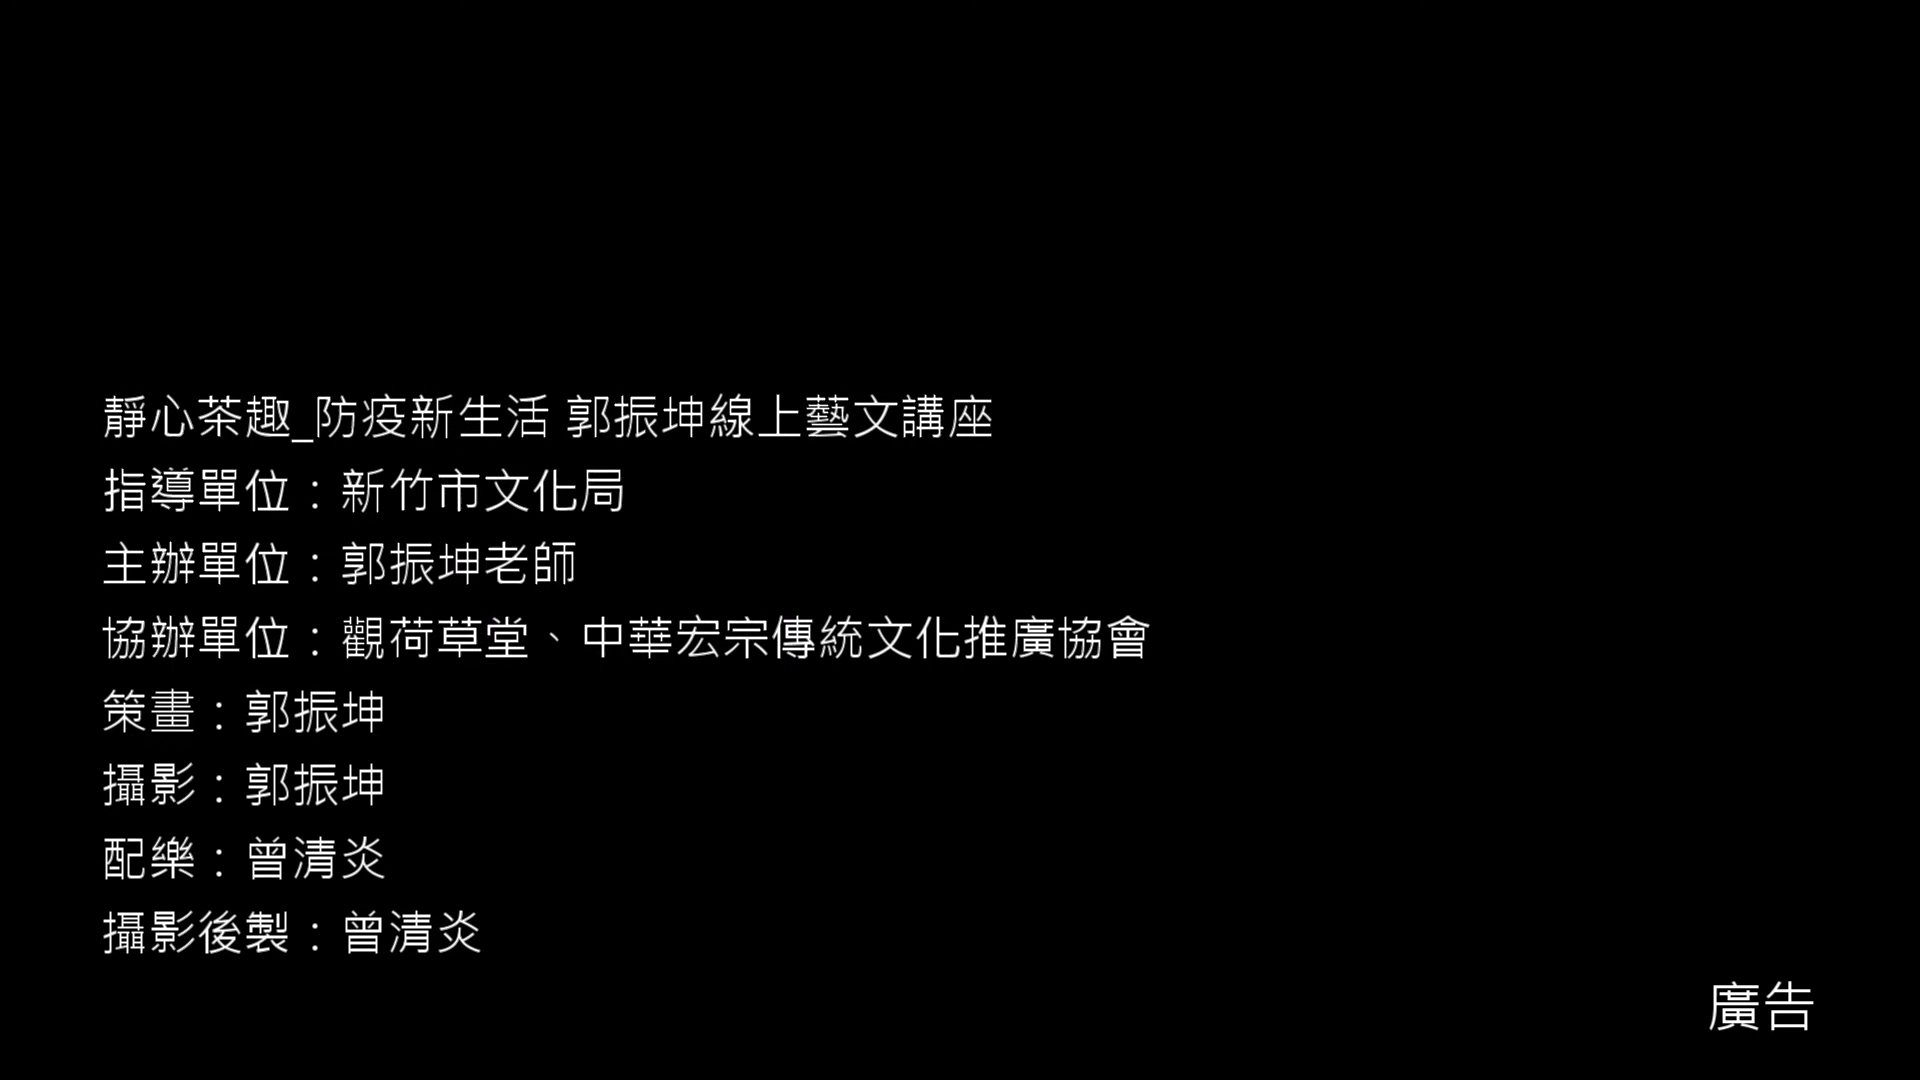 靜心茶趣_防疫新生活 郭振坤線上藝文講座
指導單位：新竹市文化局
主辦單位：郭振坤老師
協辦單位：觀荷草堂、中華宏宗傳統文化推廣協會
策畫：郭振坤
攝影：郭振坤
配樂：曾清炎
攝影後製：曾清炎
廣告